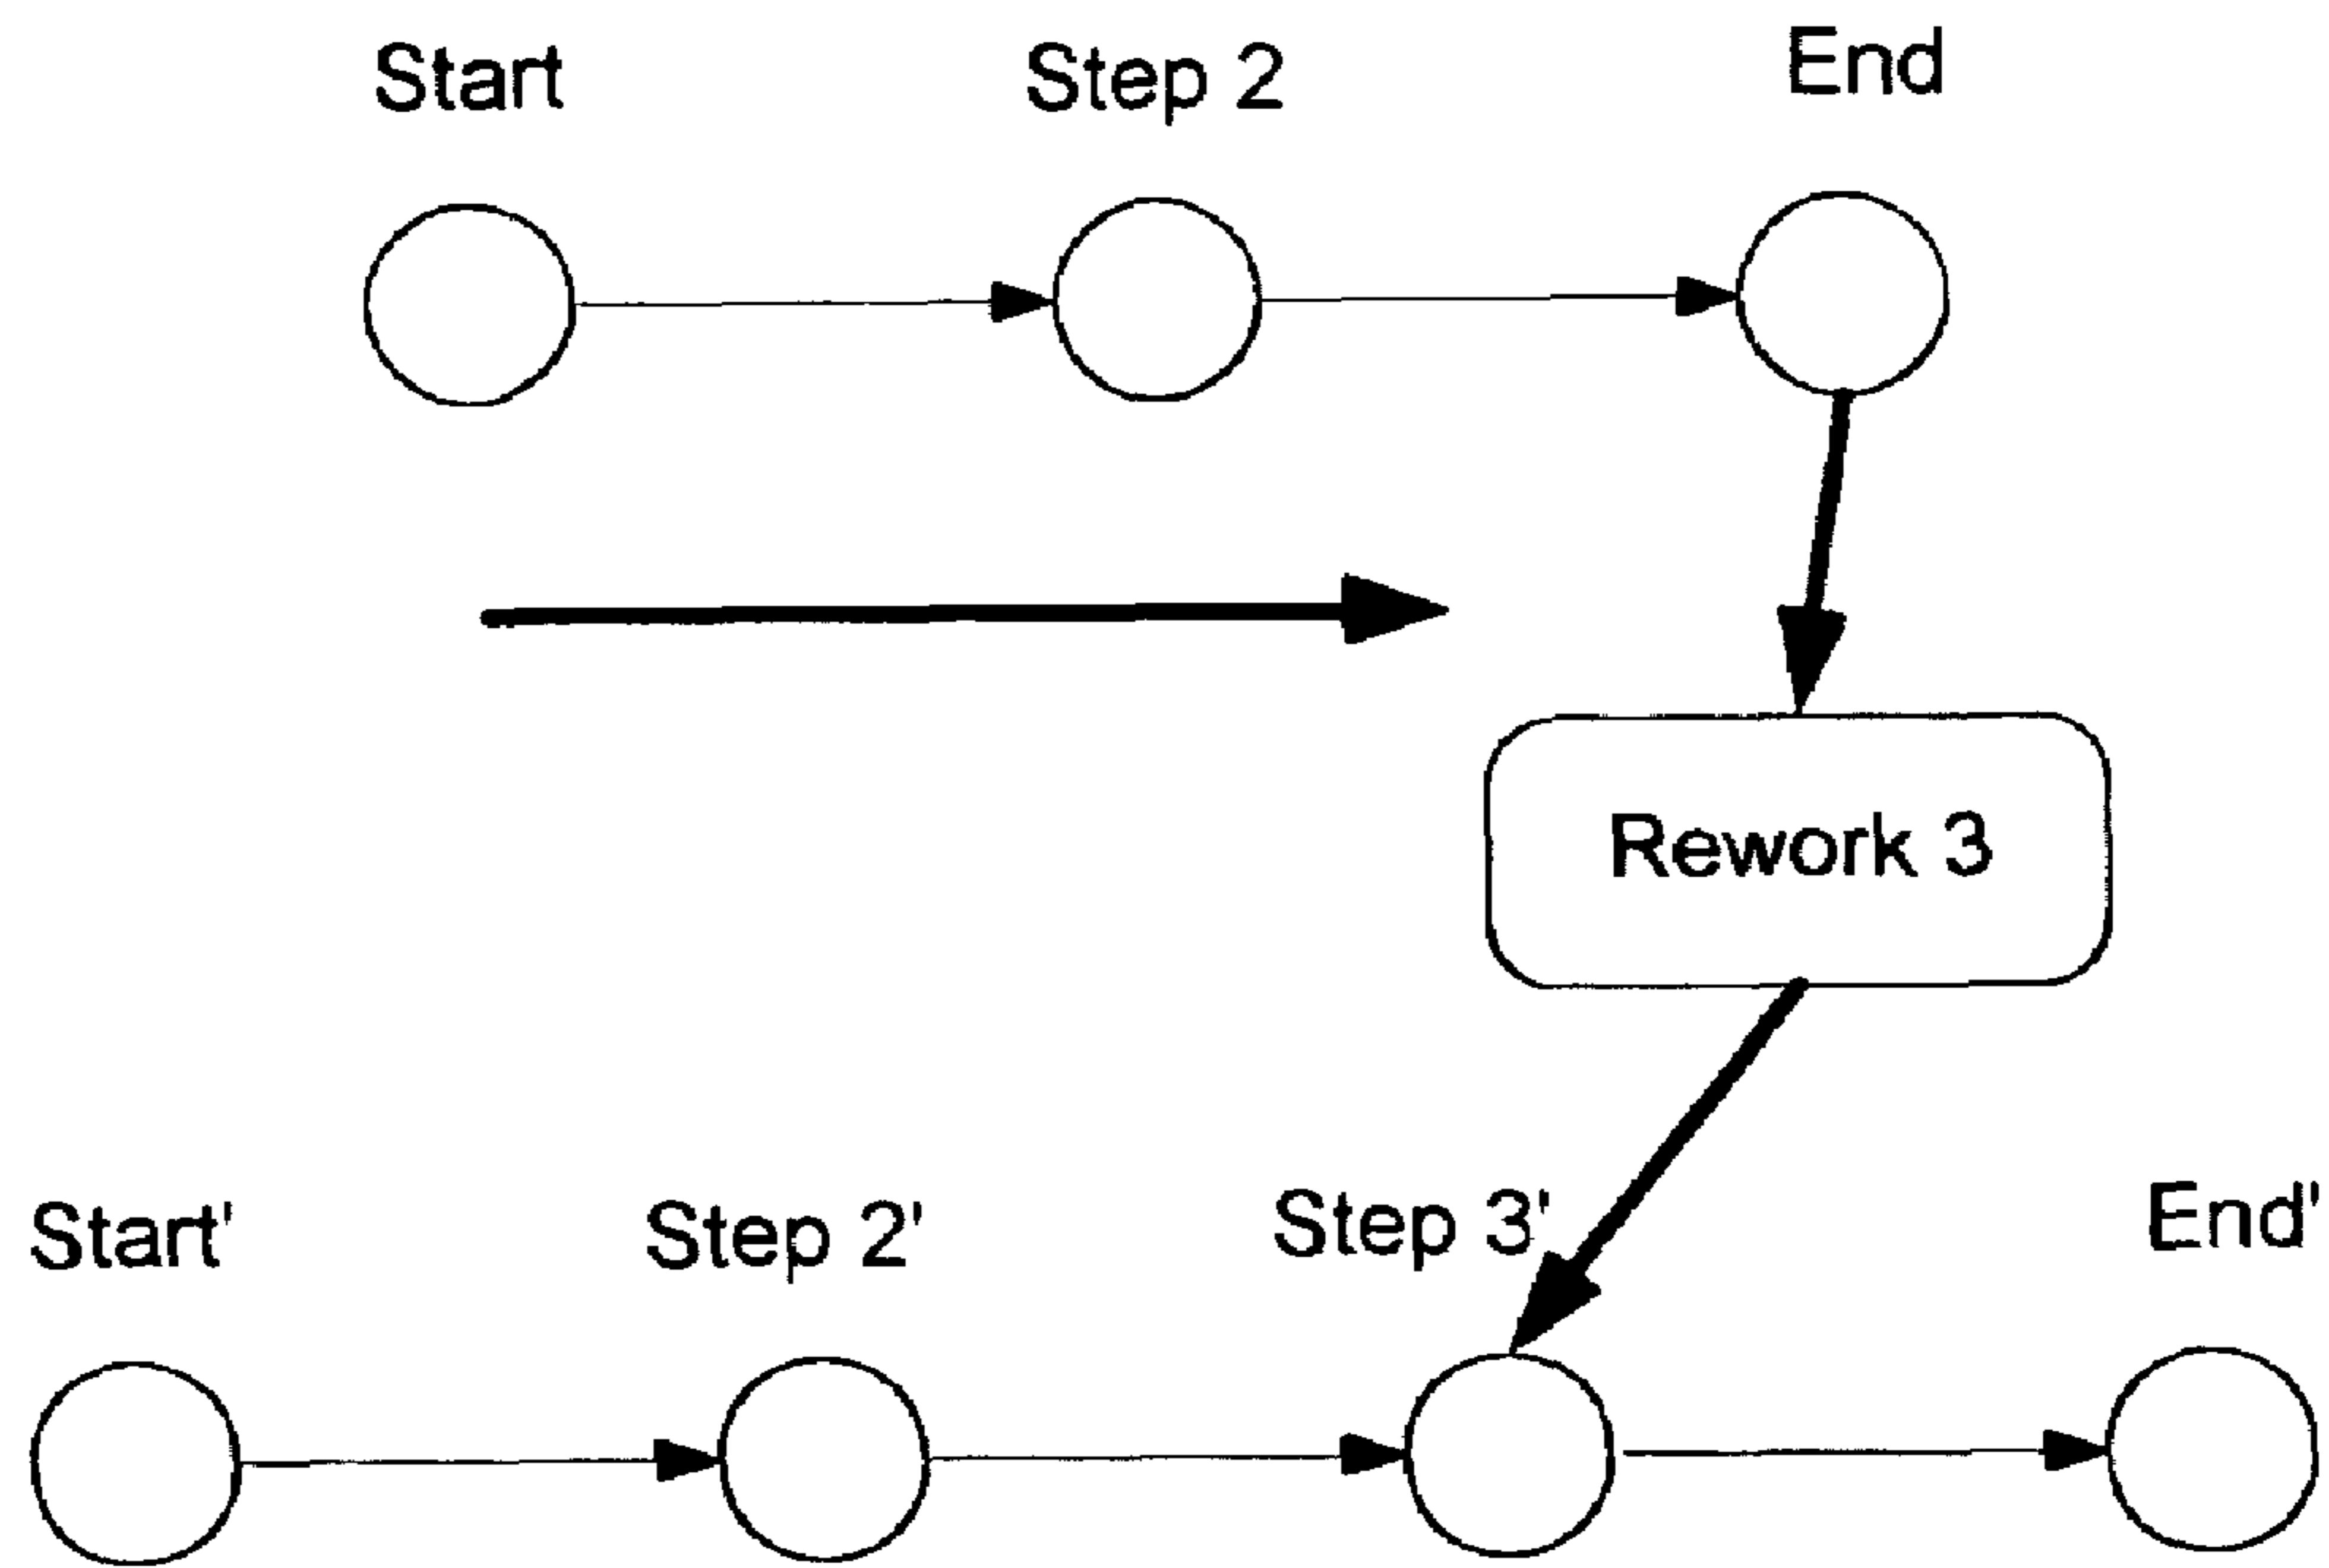 Start
Step 2
End
Rework 3
Start'
Step 2'
Step 3'
End'